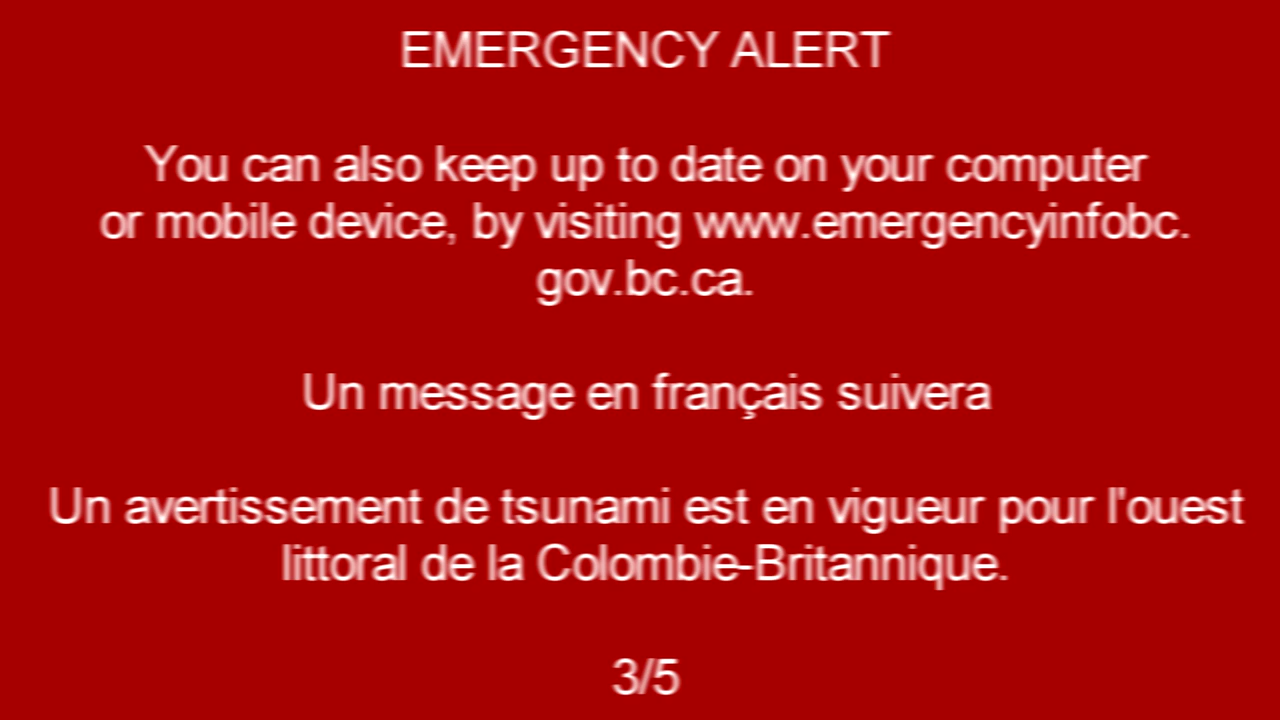 EMERGENCY ALERT
You can also keep up to date on your computer
or mobile device, by visiting www.emergencyinfobc.
gov.bc.ca.
Un message en français suivera
Un avertissement de tsunami est en vigueur pour l'ouest
littoral de la Colombie-Britannique.
3/5